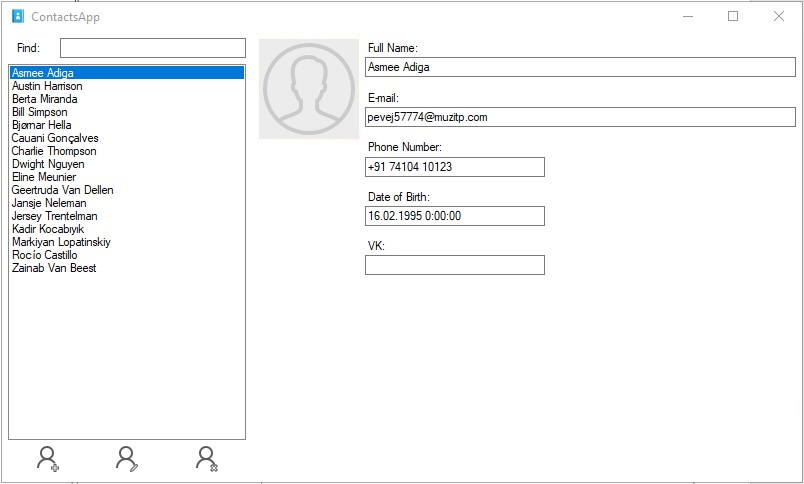 ContactsApp
Find:
Asmee Adiga
Austin Harrison
Berta Miranda
Bill Simpson
Bjørnar Hella
Cauani Gonçalves
Charlie Thompson
Dwight Nguyen
Eline Meunier
Geertruda Van Dellen
Jansje Neleman
Jersey Trentelman
Kadir Kocabıyık
Markiyan Lopatinskiy
Rocío Castillo
Zainab Van Beest
Full Name:
Asmee Adiga
E-mail:
pevej57774@muzitp.com
Phone Number:
+91 74104 10123
Date of Birth:
16.02.1995 0:00:00
VK: